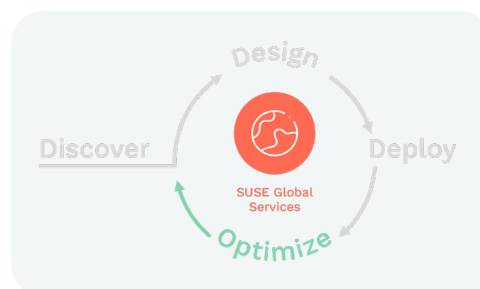 Design
Discover
Deploy
SUSE Global
Services
Optimize